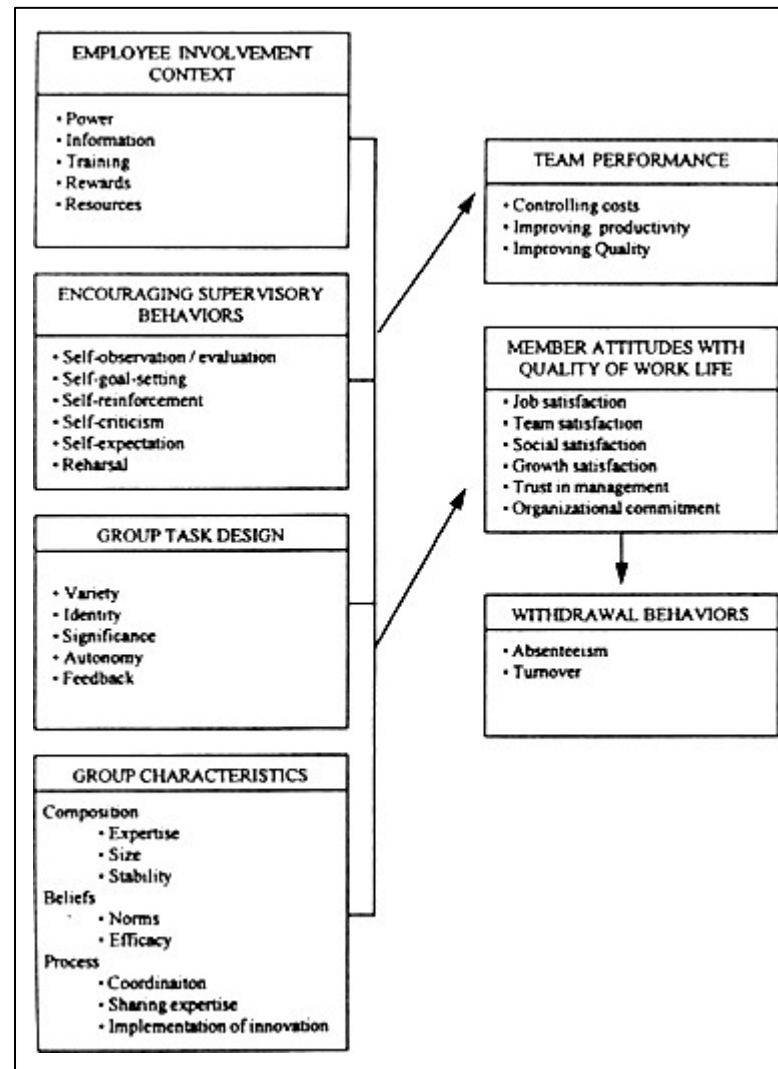 EMPLOYEE INVOLVEMENT
CONTEXT
• Power
• Information
• Training
• Rewards
• Resources
ENCOURAGING SUPERVISORY
BEHAVIORS
• Self-observation / evaluation
• Self-goal-setting
• Self-reinforcement
• Self-criticism
• Self-expectation
• Reharsal
GROUP TASK DESIGN
• Variety
• Identity
• Significance
• Autonomy
• Feedback
GROUP CHARACTERISTICS
Composition
• Expertise
• Size
• Stability
Beliefs
• Norms
• Efficacy
Process
• Coordinaiton
• Sharing expertise
• Implementation of innovation
TEAM PERFORMANCE
• Controlling costs
• Improving productivity
• Improving Quality
MEMBER ATTITUDES WITH
QUALITY OF WORK LIFE
• Job satisfaction
• Team satisfaction
• Social satisfaction
• Growth satisfaction
• Trust in management
• Organizational commitment
WITHDRAWAL BEHAVIORS
• Absenteeism
• Turnover